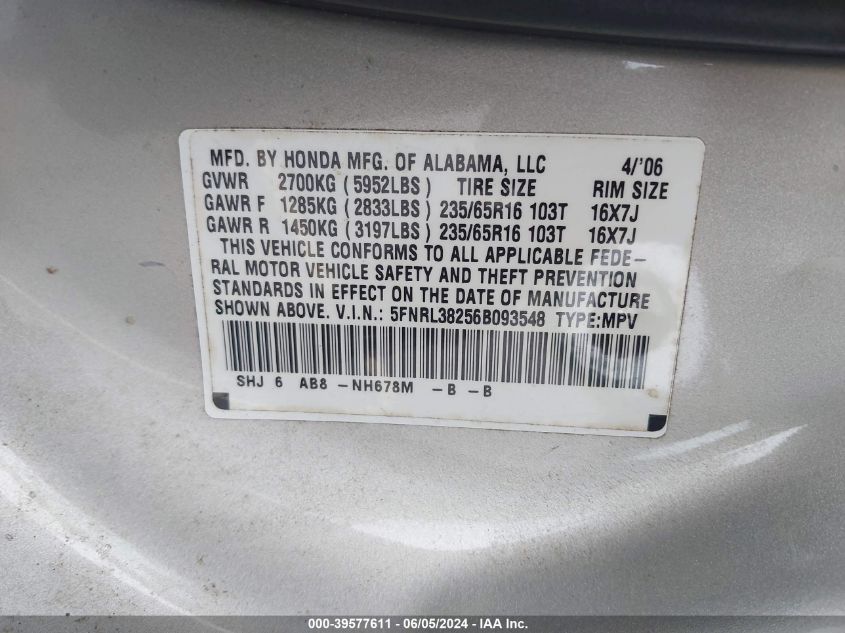 MFD. BY HONDA MFG. OF ALABAMA, LLC 4/'06
GVWR 2700KG (5952LBS) TIRE SIZE RIM SIZE
GAWR F 1285KG (2833LBS) 235/65R16 103T 16X7J
GAWR R 1450KG (3197LBS) 235/65R16 103T 16X7J
THIS VEHICLE CONFORMS TO ALL APPLICABLE FEDE-
RAL MOTOR VEHICLE SAFETY AND THEFT PREVENTION
STANDARDS IN EFFECT ON THE DATE OF MANUFACTURE
SHOWN ABOVE. V.I.N.: 5FNRL38256B093548 TYPE:MPV
SHJ 6 AB8 -NH678M -B -B
000-39577611 - 06/05/2024 - IAA Inc.